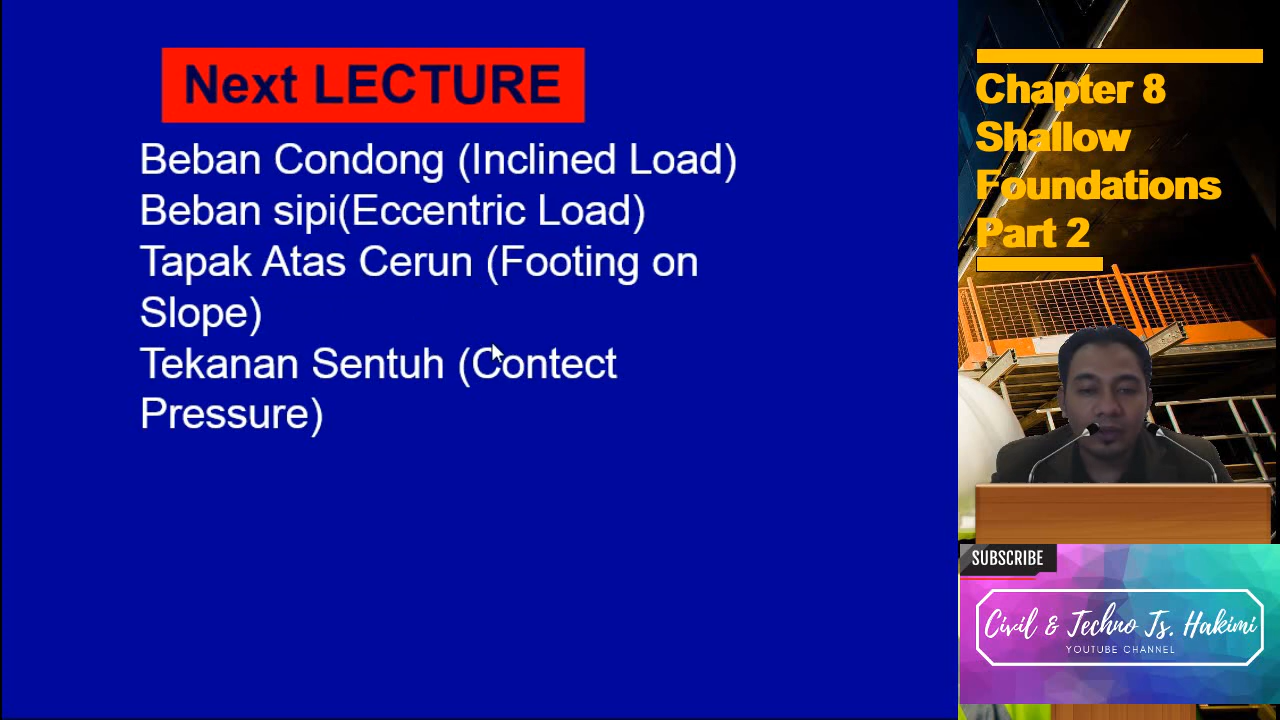 Next LECTURE
Beban Condong (Inclined Load)
Beban sipi(Eccentric Load)
Tapak Atas Cerun (Footing on
Slope)
Tekanan Sentuh (Contect
Pressure)
Chapter 8
Shallow
Foundations
Part 2
SUBSCRIBE
Civil & Techno Ts. Hakimi
YOUTUBE CHANNEL